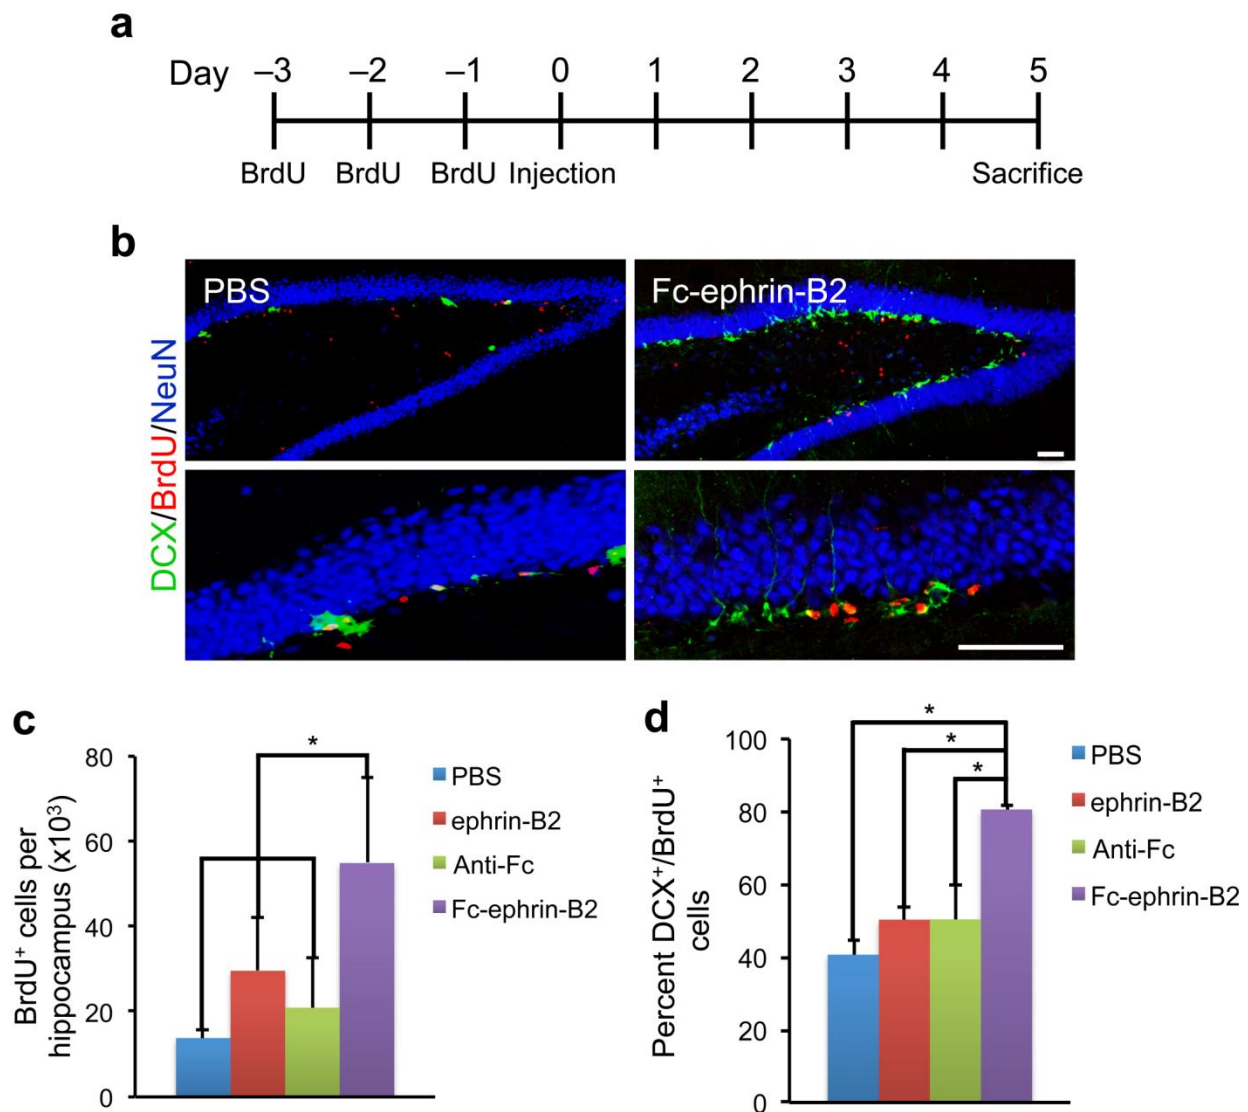 a
Day –3 –2 –1 0 1 2 3 4 5
BrdU BrdU BrdU Injection Sacrifice
b
PBS Fc-ephrin-B2
DCX/BrdU/NeuN
c
BrdU⁺ cells per
hippocampus (x10³)
80
60
40
20
0
*
PBS
ephrin-B2
Anti-Fc
Fc-ephrin-B2
d
Percent DCX⁺/BrdU⁺
cells
100
80
60
40
20
0
*
*
*
PBS
ephrin-B2
Anti-Fc
Fc-ephrin-B2